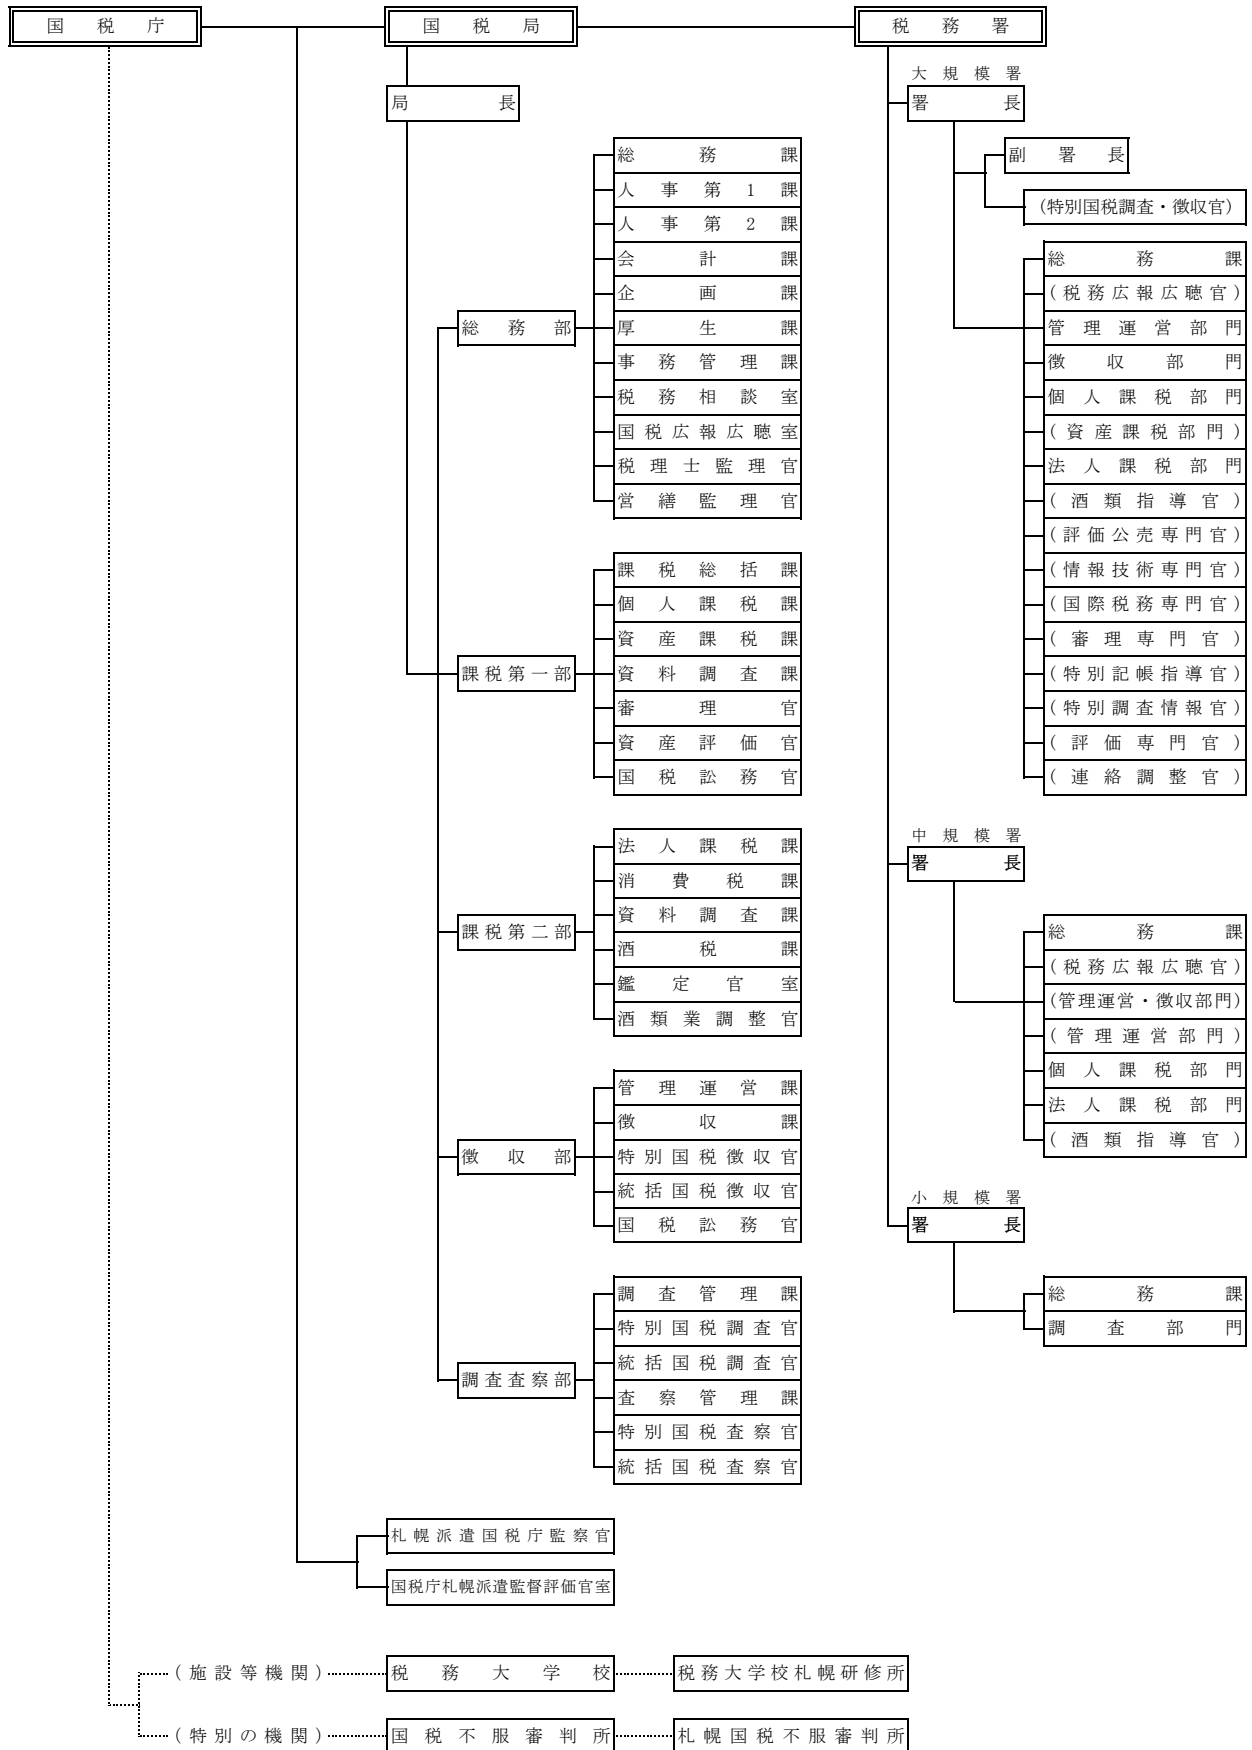 国税庁
国税局
税務署
局長
総務部
総務課
人事第1課
人事第2課
会計課
企画課
厚生課
事務管理課
税務相談室
国税広報広聴室
税理士監理官
営繕監理官
課税第一部
課税総括課
個人課税課
資産課税課
資料調査課
審理官
資産評価官
国税訟務官
課税第二部
法人課税課
消費税課
資料調査課
酒税課
鑑定官室
酒類業調整官
徴収部
管理運営課
徴収課
特別国税徴収官
統括国税徴収官
国税訟務官
調査査察部
調査管理課
特別国税調査官
統括国税調査官
査察管理課
特別国税査察官
統括国税査察官
大規模署
署長
副署長
(特別国税調査・徴収官)
総務課
(税務広報広聴官)
管理運営部門
徴収部門
個人課税部門
(資産課税部門)
法人課税部門
(酒類指導官)
(評価公売専門官)
(情報技術専門官)
(国際税務専門官)
(審理専門官)
(特別記帳指導官)
(特別調査情報官)
(評価専門官)
(連絡調整官)
中規模署
署長
総務課
(税務広報広聴官)
(管理運営・徴収部門)
(管理運営部門)
個人課税部門
法人課税部門
(酒類指導官)
小規模署
署長
総務課
調査部門
札幌派遣国税庁監察官
国税庁札幌派遣監督評価官室
(施設等機関)
税務大学校
税務大学校札幌研修所
(特別の機関)
国税不服審判所
札幌国税不服審判所